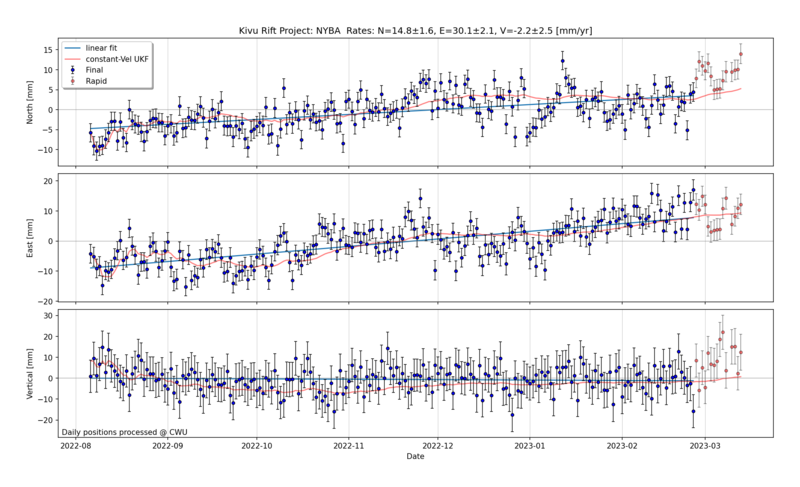 Kivu Rift Project: NYBA  Rates: N=14.8±1.6, E=30.1±2.1, V=-2.2±2.5 [mm/yr]
linear fit
constant-Vel UKF
Final
Rapid
North [mm]
15
10
5
0
−5
−10
East [mm]
20
10
0
−10
−20
Vertical [mm]
30
20
10
0
−10
−20
Daily positions processed @ CWU
2022-08 2022-09 2022-10 2022-11 2022-12 2023-01 2023-02 2023-03
Date